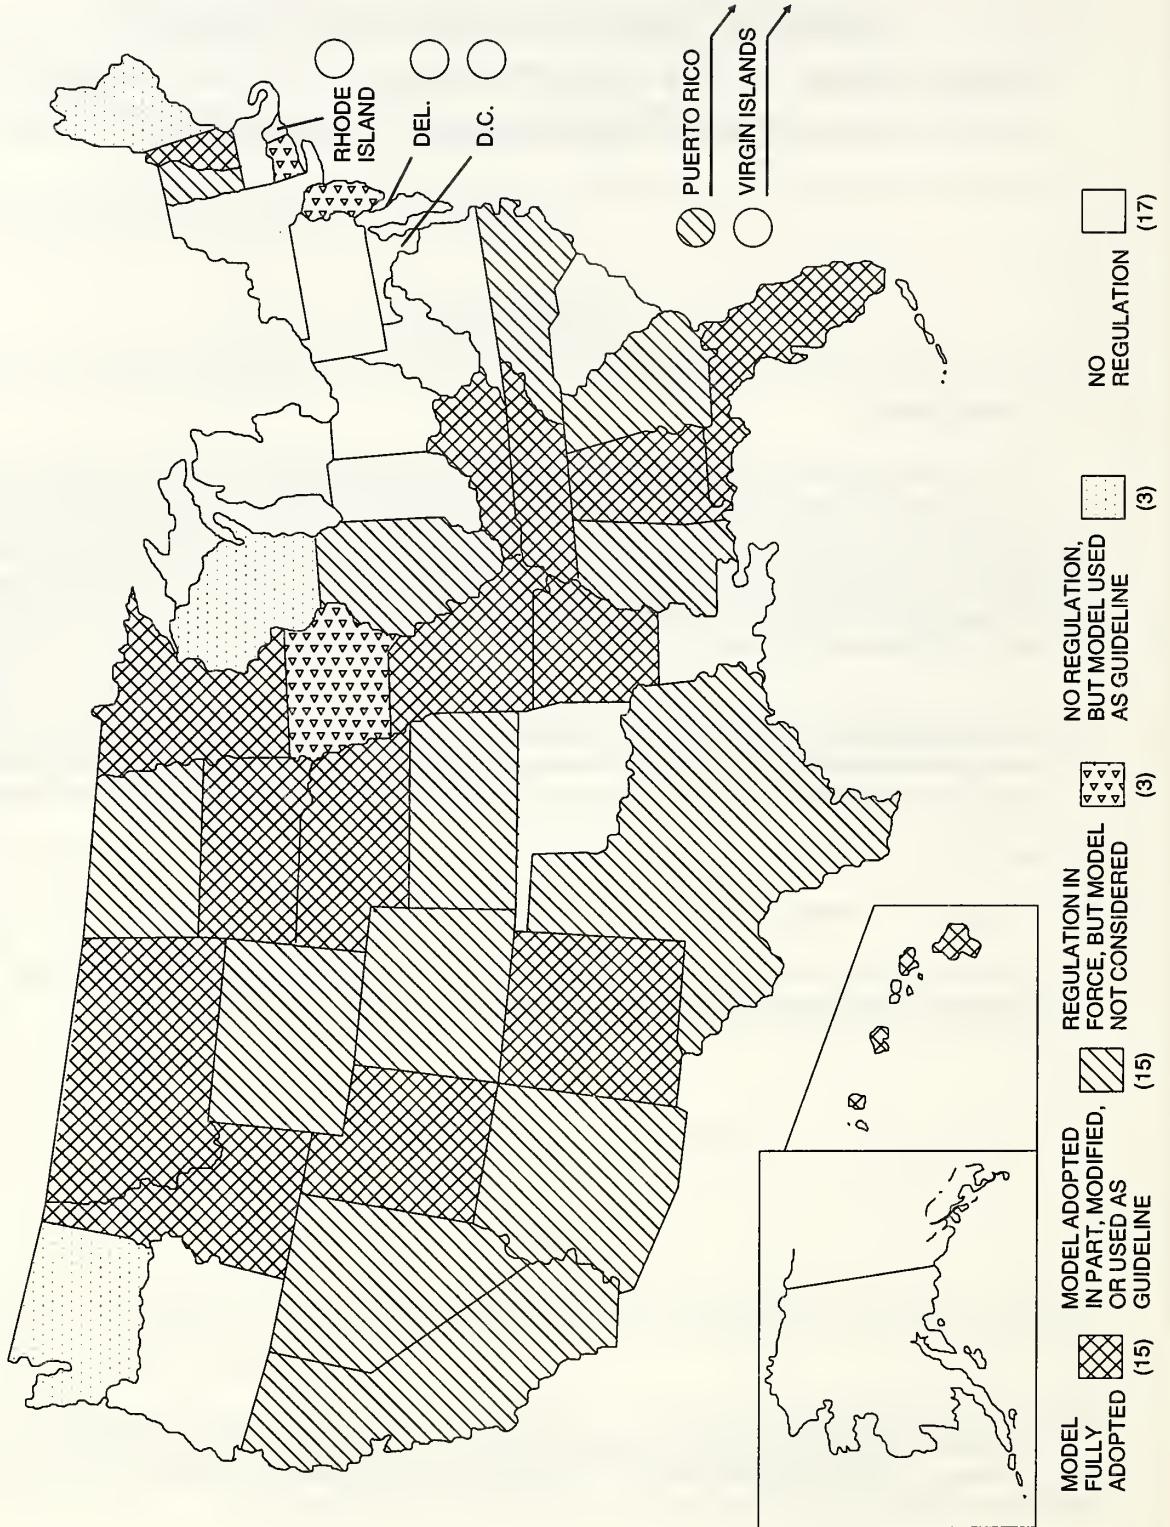 RHODE
ISLAND
DEL.
D.C.
PUERTO RICO
VIRGIN ISLANDS
MODEL
FULLY
ADOPTED
(15)
MODEL ADOPTED
IN PART, MODIFIED,
OR USED AS
GUIDELINE
(15)
REGULATION IN
FORCE, BUT MODEL
NOT CONSIDERED
(3)
NO REGULATION,
BUT MODEL USED
AS GUIDELINE
(3)
NO
REGULATION
(17)